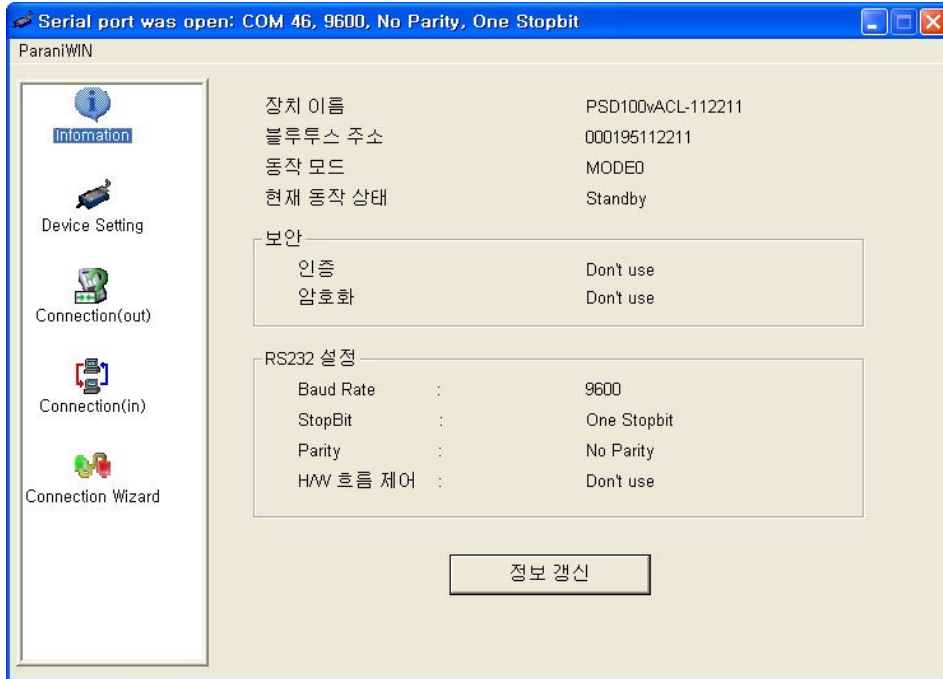 Serial port was open: COM 46, 9600, No Parity, One Stopbit
ParaniWIN
Infomation
Device Setting
Connection(out)
Connection(in)
Connection Wizard
장치 이름 PSD100vACL-112211
블루투스 주소 000195112211
동작 모드 MODE0
현재 동작 상태 Standby
보안
인증 Don't use
암호화 Don't use
RS232 설정
Baud Rate : 9600
StopBit : One Stopbit
Parity : No Parity
H/W 흐름 제어 : Don't use
정보 갱신